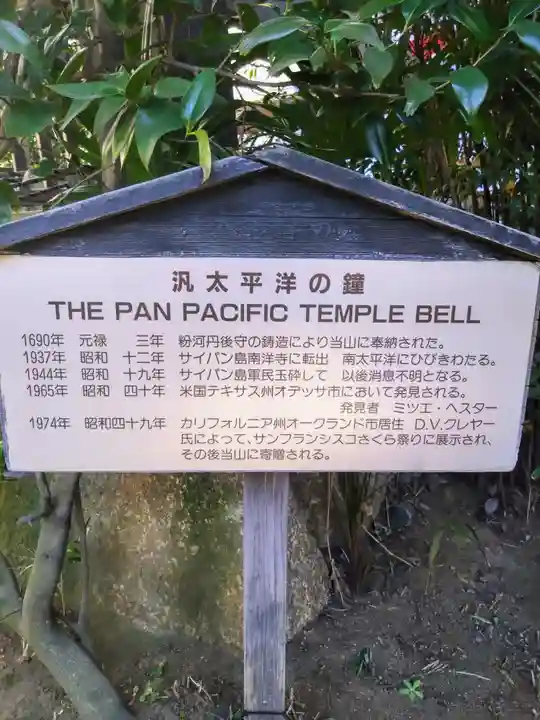 汎太平洋の鐘
THE PAN PACIFIC TEMPLE BELL
1690年 元禄 三年 粉河丹後守の鋳造により当山に奉納された。
1937年 昭和 十二年 サイパン島南洋寺に転出 南太平洋にひびきわたる。
1944年 昭和 十九年 サイパン島軍民玉砕して 以後消息不明となる。
1965年 昭和 四十年 米国テキサス州オデッサ市において発見される。
発見者 ミツエ・ヘスター
1974年 昭和四十九年 カリフォルニア州オークランド市居住 D.V.クレヤー
氏によって、サンフランシスコさくら祭りに展示され、
その後当山に寄贈される。